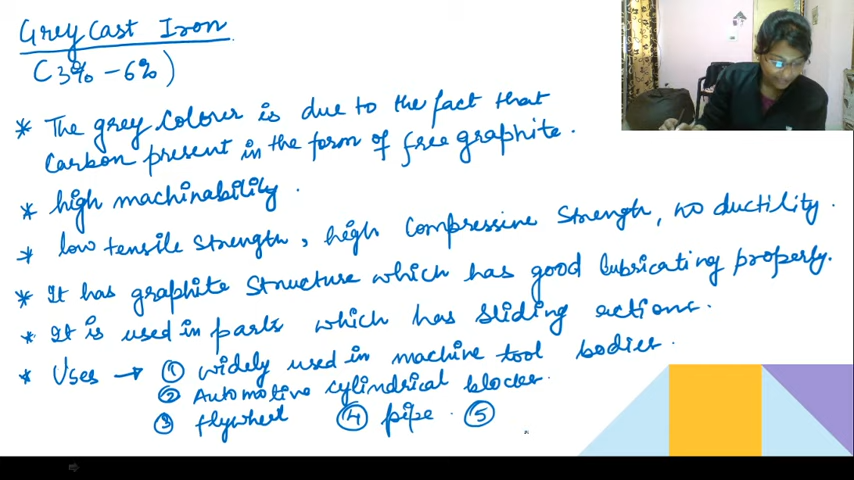 Grey Cast Iron
(3% - 6%)
* The grey colour is due to the fact that
carbon present in the form of free graphite.
* high machinability.
* low tensile strength, high compressive strength, no ductility.
* It has graphite structure which has good lubricating property.
* It is used in parts which has sliding actions.
* Uses → ① widely used in machine tool bodies.
② Automotive cylindrical blocks.
③ flywheel ④ pipe. ⑤